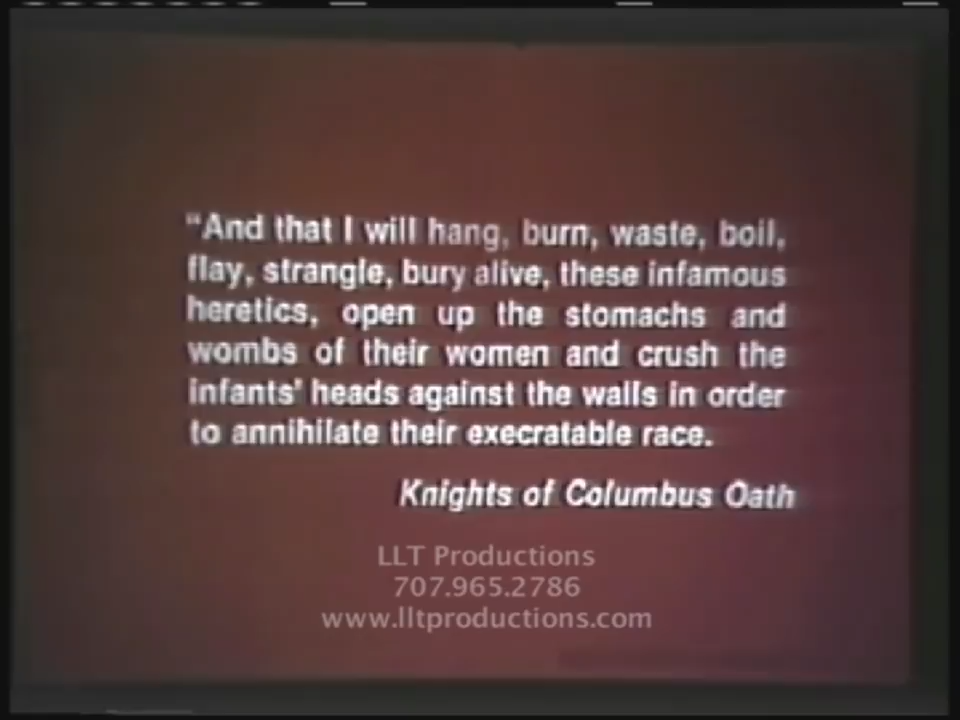 "And that I will hang, burn, waste, boil,
flay, strangle, bury alive, these infamous
heretics, open up the stomachs and
wombs of their women and crush the
infants' heads against the walls in order
to annihilate their execratable race.
Knights of Columbus Oath
LLT Productions
707.965.2786
www.lltproductions.com